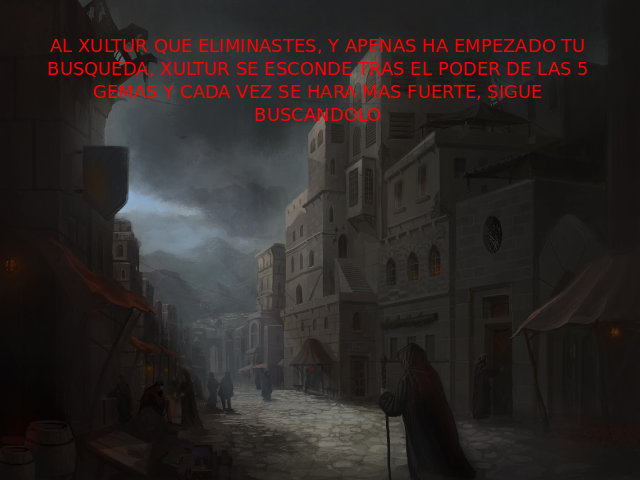 AL XULTUR QUE ELIMINASTES, Y APENAS HA EMPEZADO TU
BUSQUEDA, XULTUR SE ESCONDE TRAS EL PODER DE LAS 5
GEMAS Y CADA VEZ SE HARA MAS FUERTE, SIGUE
BUSCANDOLO